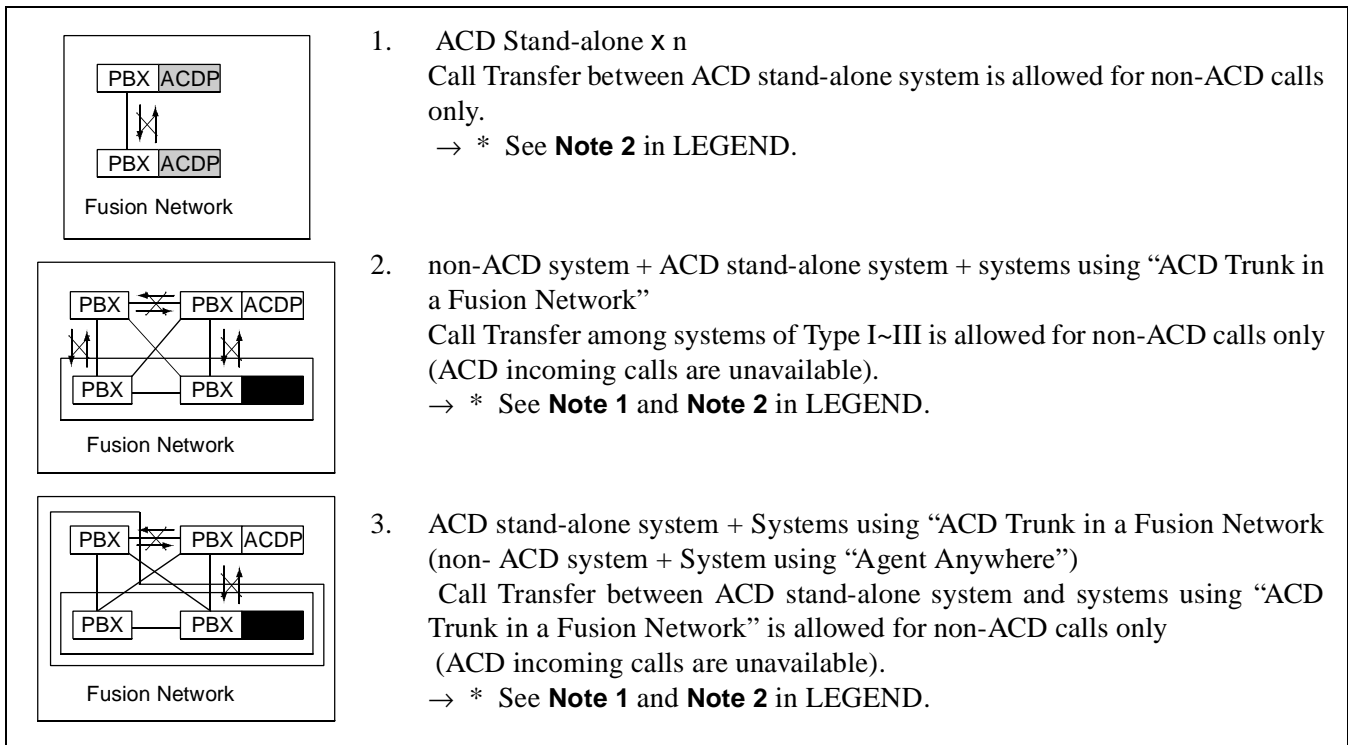 PBX ACDP
PBX ACDP
Fusion Network
1. ACD Stand-alone x n
Call Transfer between ACD stand-alone system is allowed for non-ACD calls
only.
→ * See Note 2 in LEGEND.
PBX PBX ACDP
PBX PBX
Fusion Network
2. non-ACD system + ACD stand-alone system + systems using “ACD Trunk in
a Fusion Network”
Call Transfer among systems of Type I~III is allowed for non-ACD calls only
(ACD incoming calls are unavailable).
→ * See Note 1 and Note 2 in LEGEND.
PBX PBX ACDP
PBX PBX
Fusion Network
3. ACD stand-alone system + Systems using “ACD Trunk in a Fusion Network
(non- ACD system + System using “Agent Anywhere”)
Call Transfer between ACD stand-alone system and systems using “ACD
Trunk in a Fusion Network” is allowed for non-ACD calls only
(ACD incoming calls are unavailable).
→ * See Note 1 and Note 2 in LEGEND.